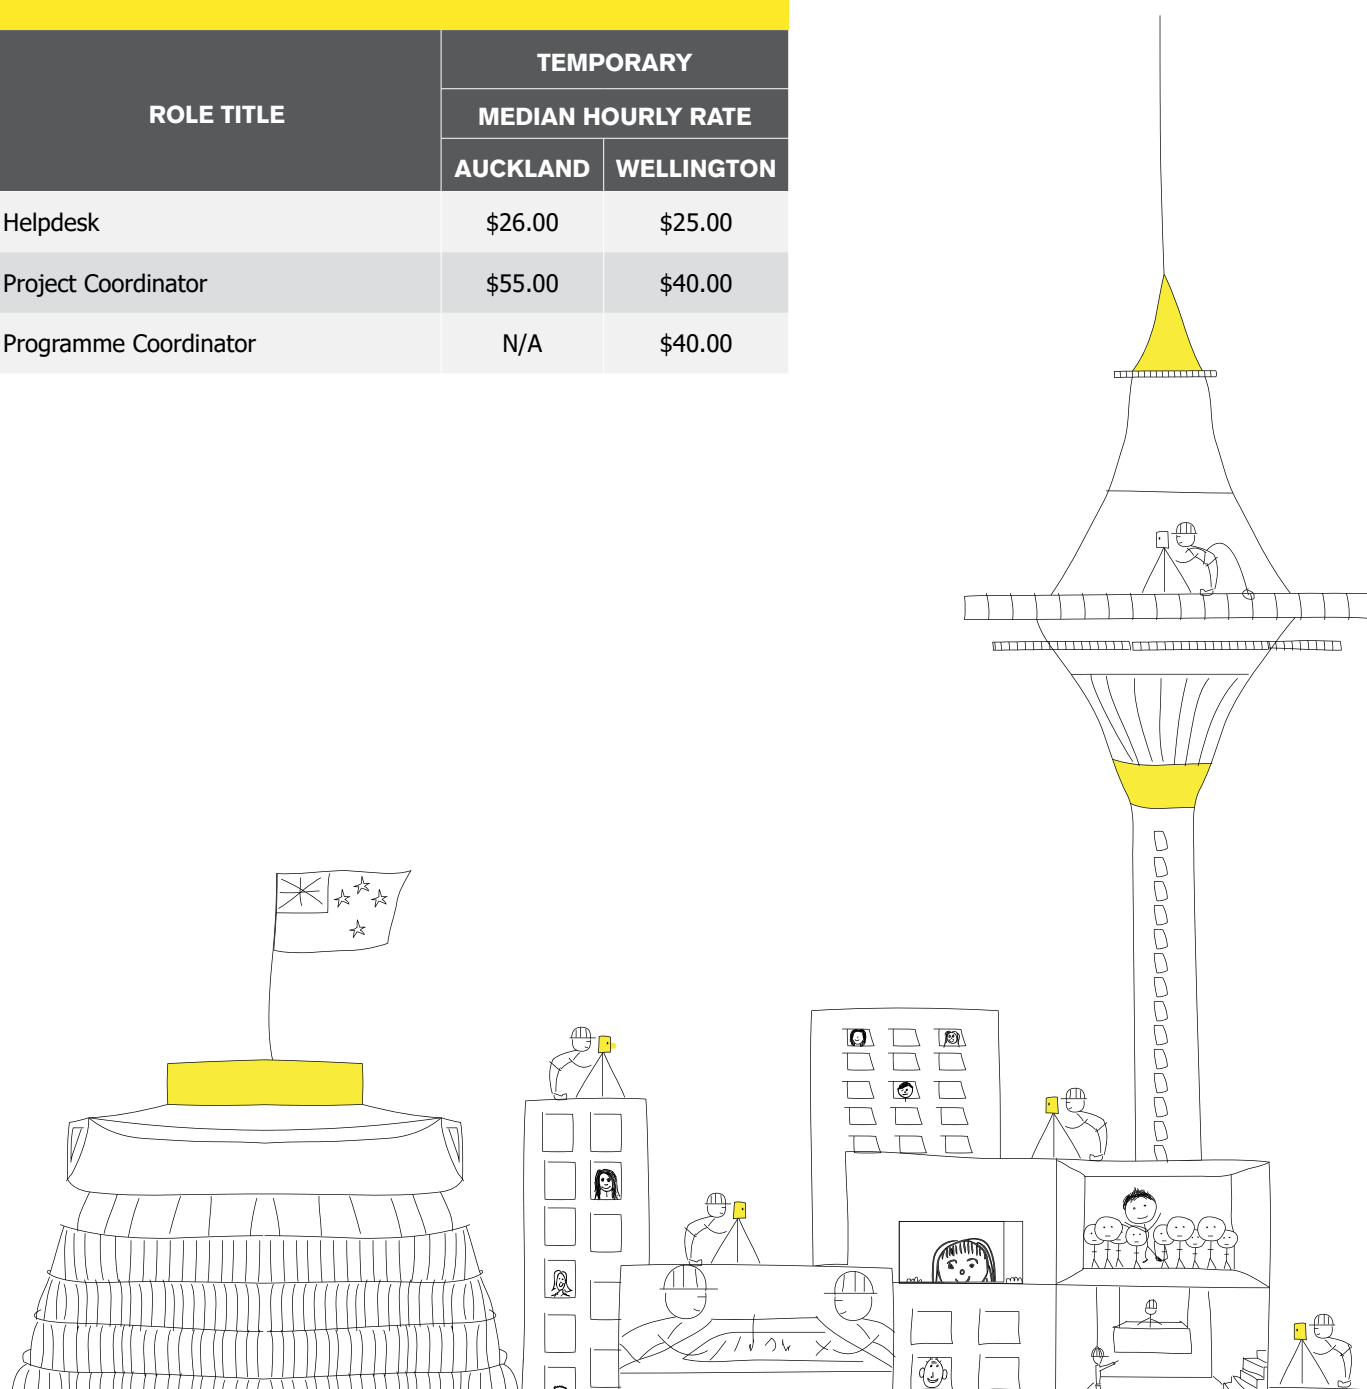 ROLE TITLE
TEMPORARY
MEDIAN HOURLY RATE
AUCKLAND WELLINGTON
Helpdesk $26.00 $25.00
Project Coordinator $55.00 $40.00
Programme Coordinator N/A $40.00